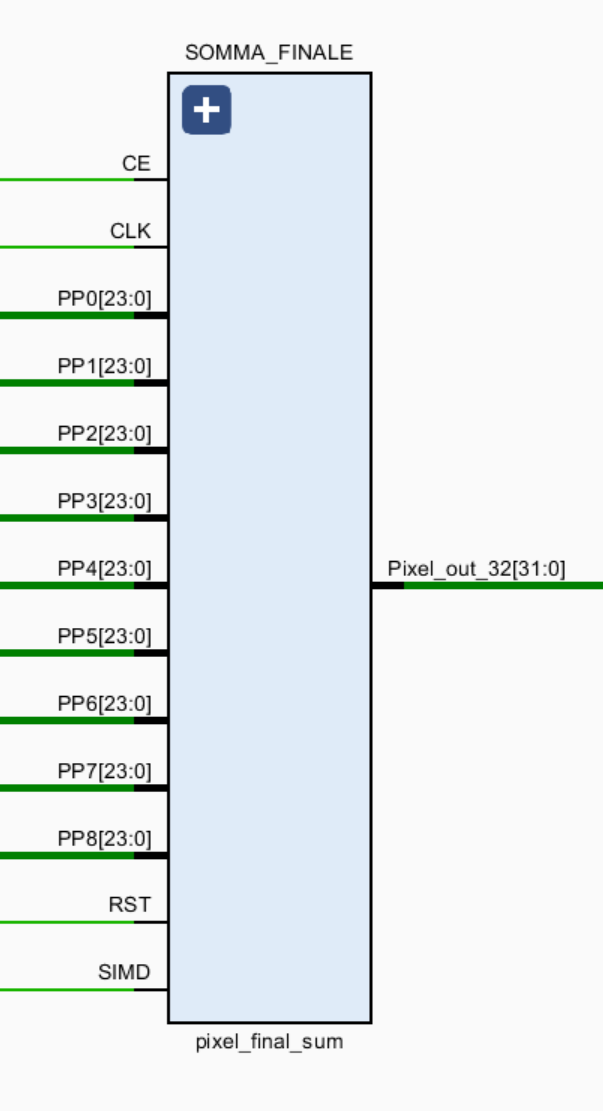 SOMMA_FINALE
CE
CLK
PP0[23:0]
PP1[23:0]
PP2[23:0]
PP3[23:0]
PP4[23:0]
Pixel_out_32[31:0]
PP5[23:0]
PP6[23:0]
PP7[23:0]
PP8[23:0]
RST
SIMD
pixel_final_sum